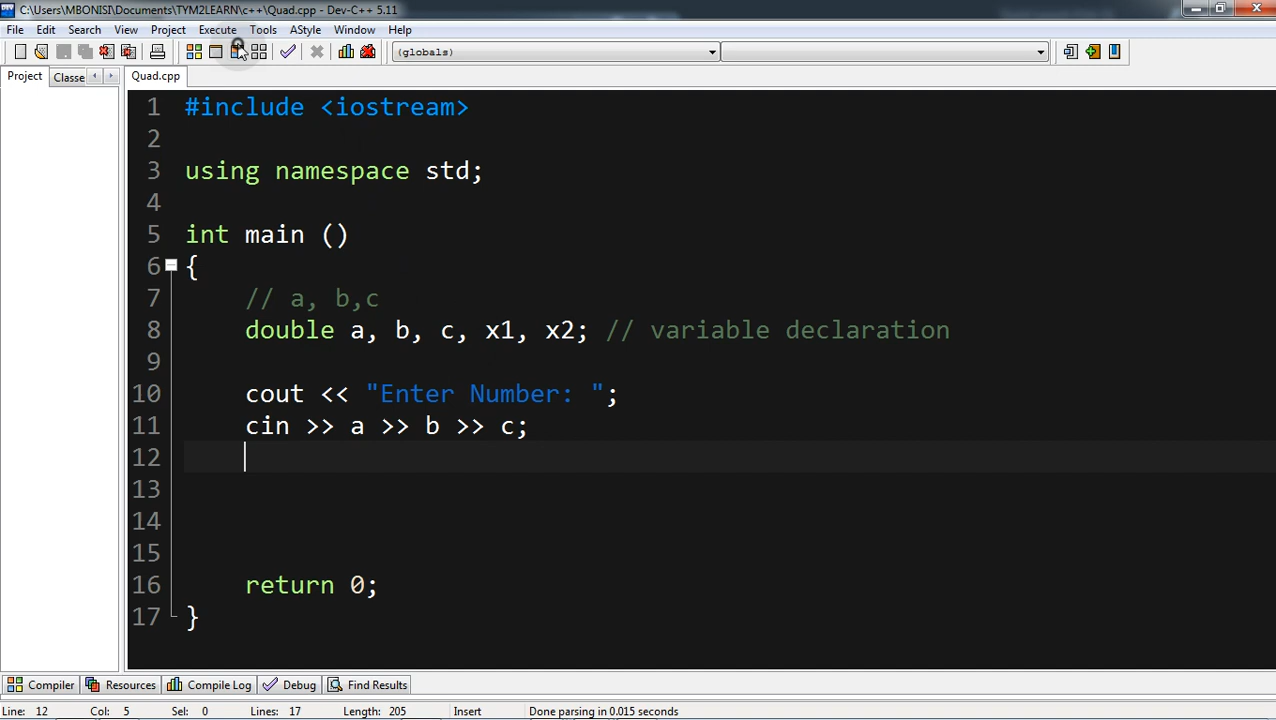 C:\Users\MBONISI\Documents\TYM2LEARN\c++\Quad.cpp - Dev-C++ 5.11
File Edit Search View Project Execute Tools AStyle Window Help
(globals)
Project Classe Quad.cpp
1 #include <iostream>
2
3 using namespace std;
4
5 int main ()
6 {
7 // a, b,c
8 double a, b, c, x1, x2; // variable declaration
9
10 cout << "Enter Number: ";
11 cin >> a >> b >> c;
12
13
14
15
16 return 0;
17 }
Compiler Resources Compile Log Debug Find Results
Line: 12 Col: 5 Sel: 0 Lines: 17 Length: 205 Insert Done parsing in 0.015 seconds